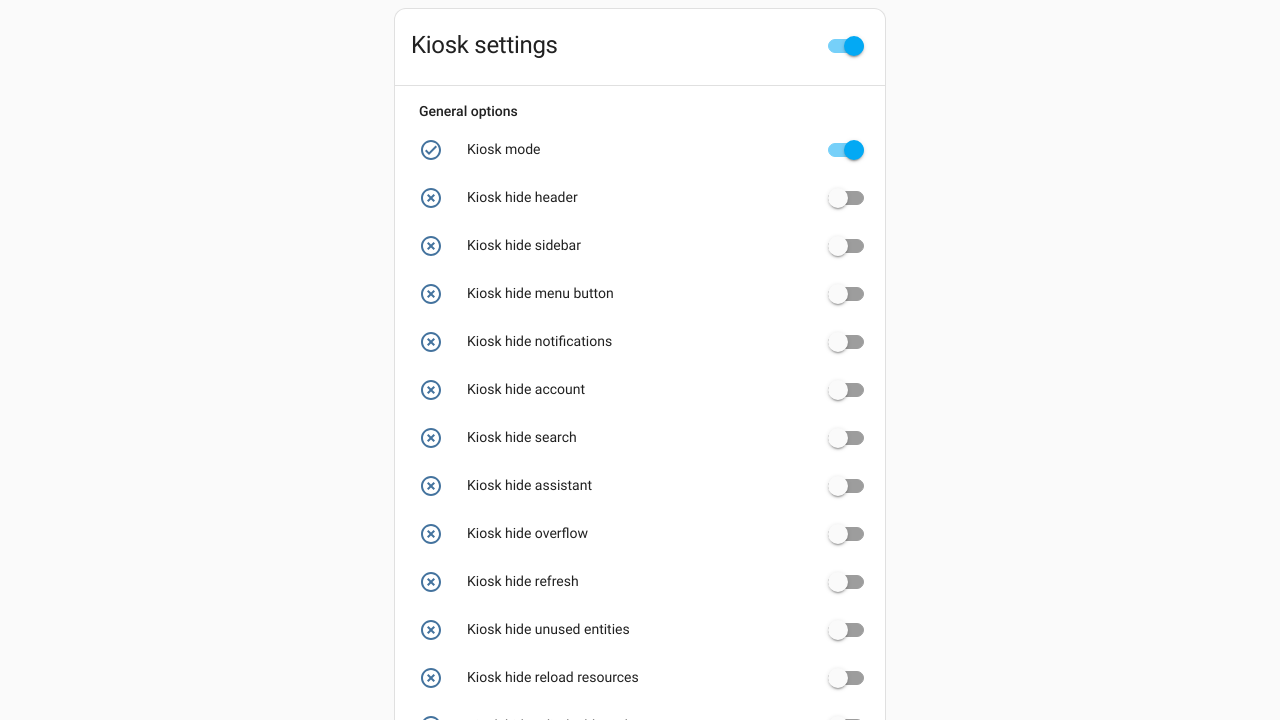 Kiosk settings
General options
Kiosk mode
Kiosk hide header
Kiosk hide sidebar
Kiosk hide menu button
Kiosk hide notifications
Kiosk hide account
Kiosk hide search
Kiosk hide assistant
Kiosk hide overflow
Kiosk hide refresh
Kiosk hide unused entities
Kiosk hide reload resources